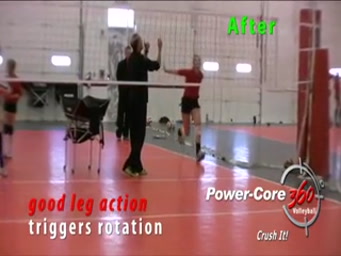 After
good leg action
triggers rotation
Power-Core 360
Volleyball
Crush It!